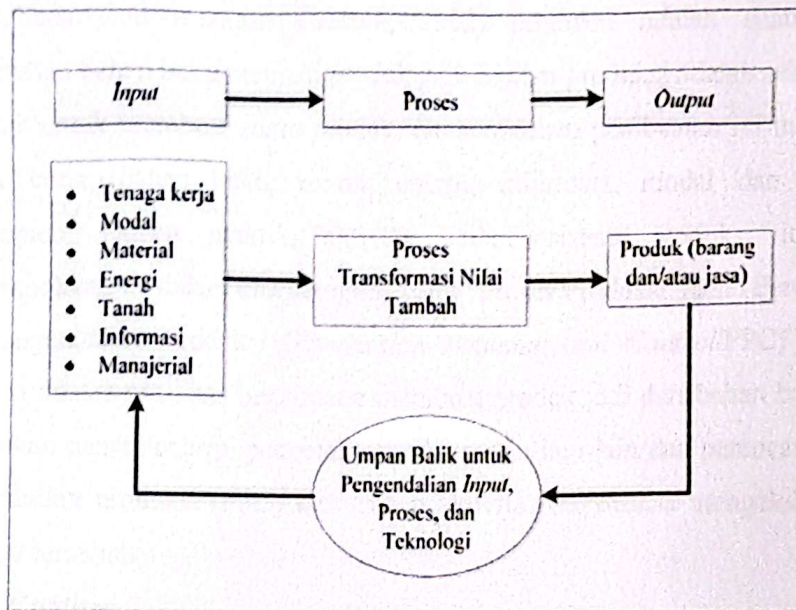 Input
Proses
Output
• Tenaga kerja
• Modal
• Material
• Energi
• Tanah
• Informasi
• Manajerial
Proses
Transformasi Nilai
Tambah
Produk (barang
dan/atau jasa)
Umpan Balik untuk
Pengendalian Input,
Proses, dan
Teknologi